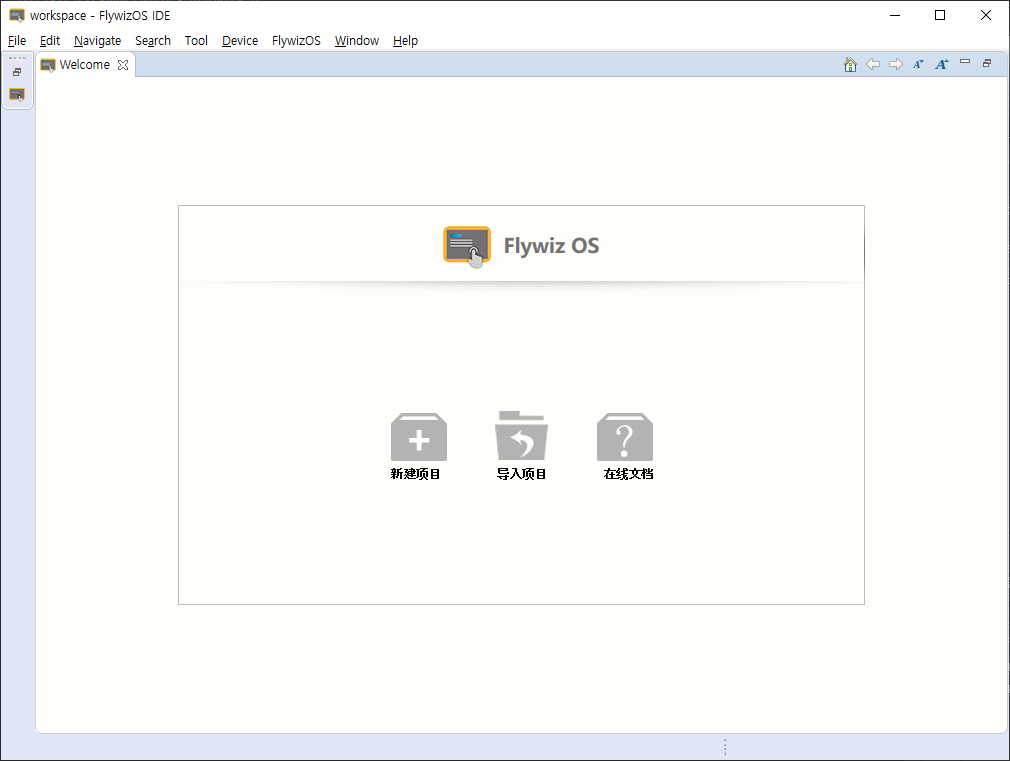 workspace - FlywizOS IDE
File Edit Navigate Search Tool Device FlywizOS Window Help
Welcome
Flywiz OS
新建项目 导入项目 在线文档